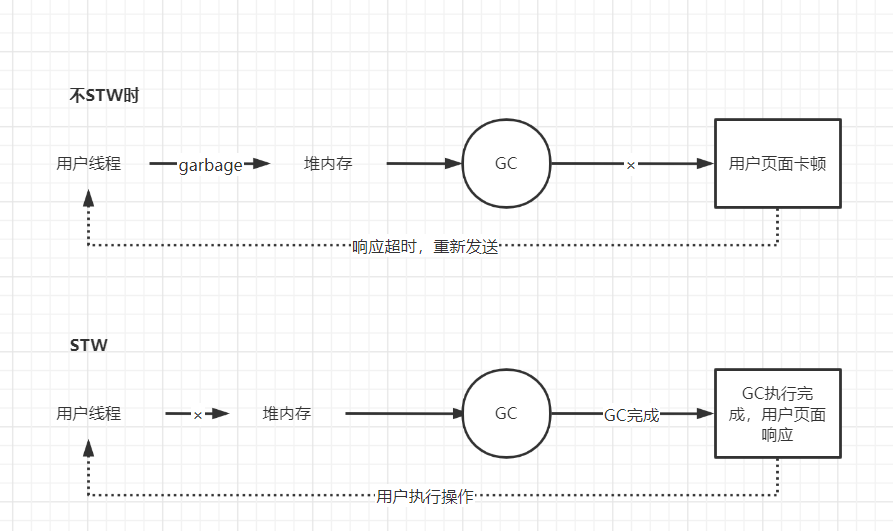 不STW时
用户线程
garbage
堆内存
GC
×
用户页面卡顿
响应超时，重新发送
STW
用户线程
×
堆内存
GC
GC完成
GC执行完
成，用户页面
响应
用户执行操作